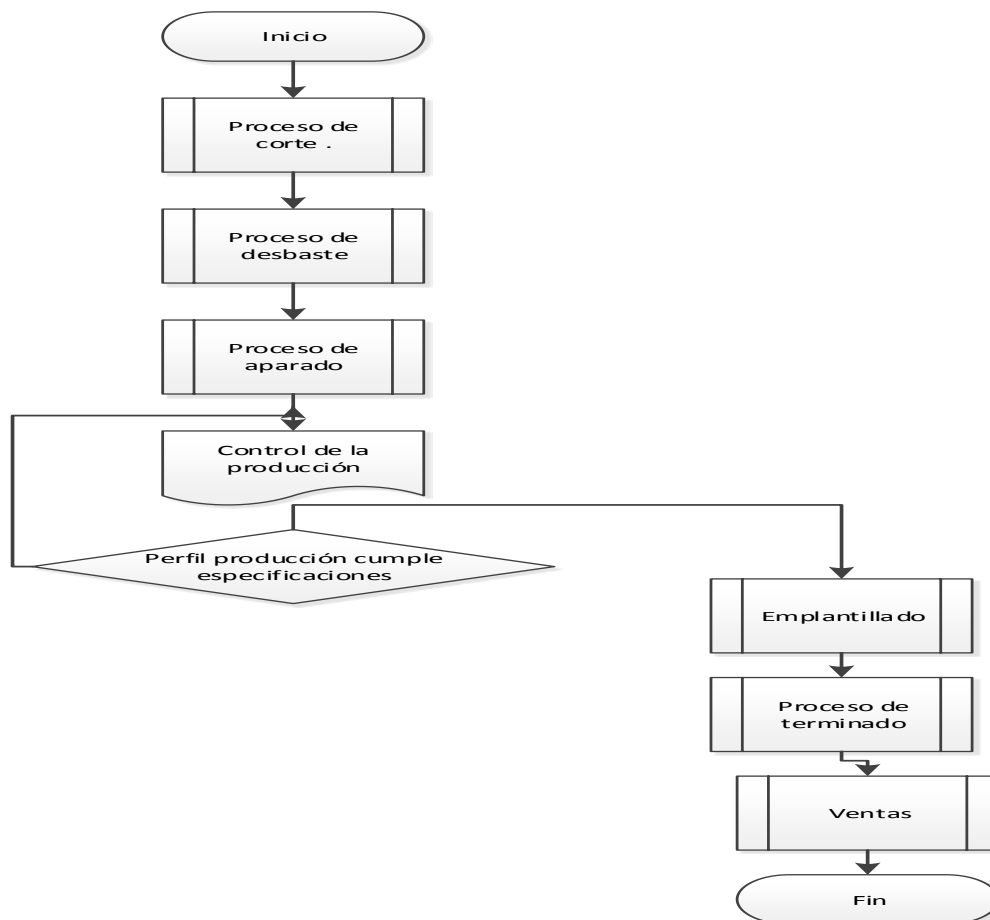 Inicio
Proceso de
corte .
Proceso de
desbaste
Proceso de
aparado
Control de la
producción
Perfil producción cumple
especificaciones
Emplantillado
Proceso de
terminado
Ventas
Fin